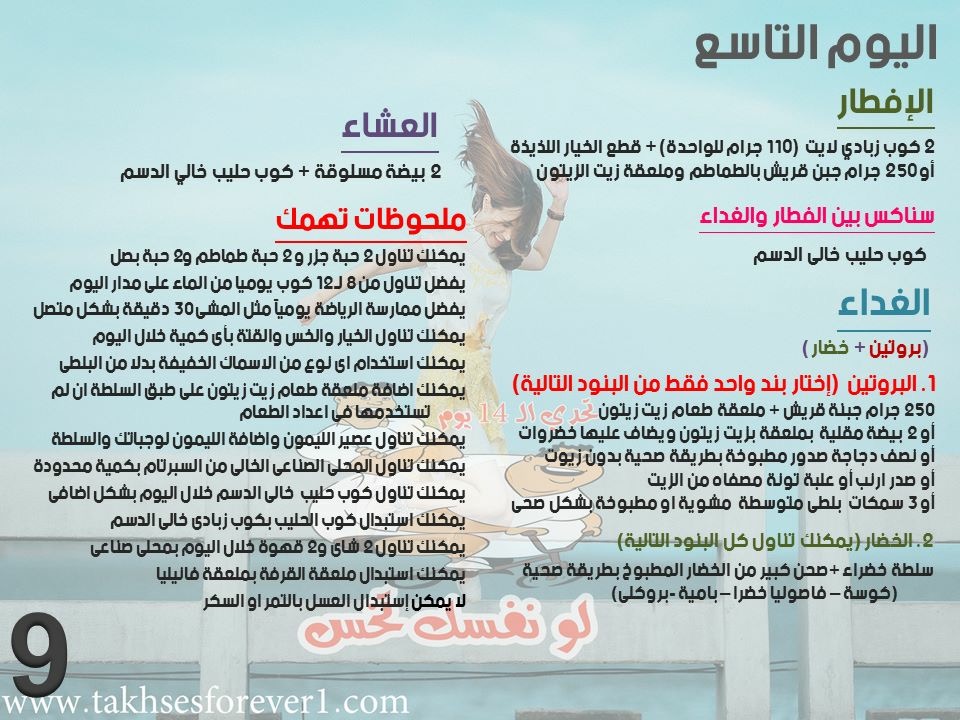 اليوم التاسع
الإفطار
2 كوب زبادي لايت (110 جرام للواحدة) + قطع الخيار اللذيذة
أو 250 جرام جبن قريش بالطماطم وملعقة زيت الزيتون
سناكس بين الفطار والغداء
كوب حليب خالى الدسم
الغداء
(بروتين + خضار)
1. البروتين (إختار بند واحد فقط من البنود التالية)
250 جرام جبنة قريش + ملعقة طعام زيت زيتون
أو 2 بيضة مقلية بملعقة بزيت زيتون ويضاف عليها خضروات
أو نصف دجاجة صدور مطبوخة بطريقة صحية بدون زيوت
أو صدر ارنب أو علبة تونة مصفاه من الزيت
أو 3 سمكات بلطى متوسطة مشوية او مطبوخة بشكل صحى
2. الخضار (يمكنك تناول كل البنود التالية)
سلطة خضراء +صحن كبير من الخضار المطبوخ بطريقة صحية
(كوسة – فاصوليا خضرا – بامية -بروكلى)
العشاء
2 بيضة مسلوقة + كوب حليب خالي الدسم
ملحوظات تهمك
يمكنك تناول 2 حبة جزر و 2 حبة طماطم و2 حبة بصل
يفضل تناول من 8 لـ12 كوب يوميا من الماء على مدار اليوم
يفضل ممارسة الرياضة يومياً مثل المشى30 دقيقة بشكل متصل
يمكنك تناول الخيار والخس والقتة بأى كمية خلال اليوم
يمكنك استخدام اى نوع من الاسماك الخفيفة بدلا من البلطى
يمكنك اضافة ملعقة طعام زيت زيتون على طبق السلطة ان لم
تستخدمها فى اعداد الطعام
يمكنك تناول عصير الليمون واضافة الليمون لوجباتك والسلطة
يمكنك تناول المحلى الصناعى الخالى من السبرتام بكمية محدودة
يمكنك تناول كوب حليب خالى الدسم خلال اليوم بشكل اضافى
يمكنك استبدال كوب الحليب بكوب زبادى خالى الدسم
يمكنك تناول 2 شاى و2 قهوة خلال اليوم بمحلى صناعى
يمكنك استبدال ملعقة القرفة بملعقة فانيليا
لا يمكن إستبدال العسل بالتمر او السكر
تحدى الـ 14 يوم
لو نفسك تخس
9
www.takhsesforever1.com